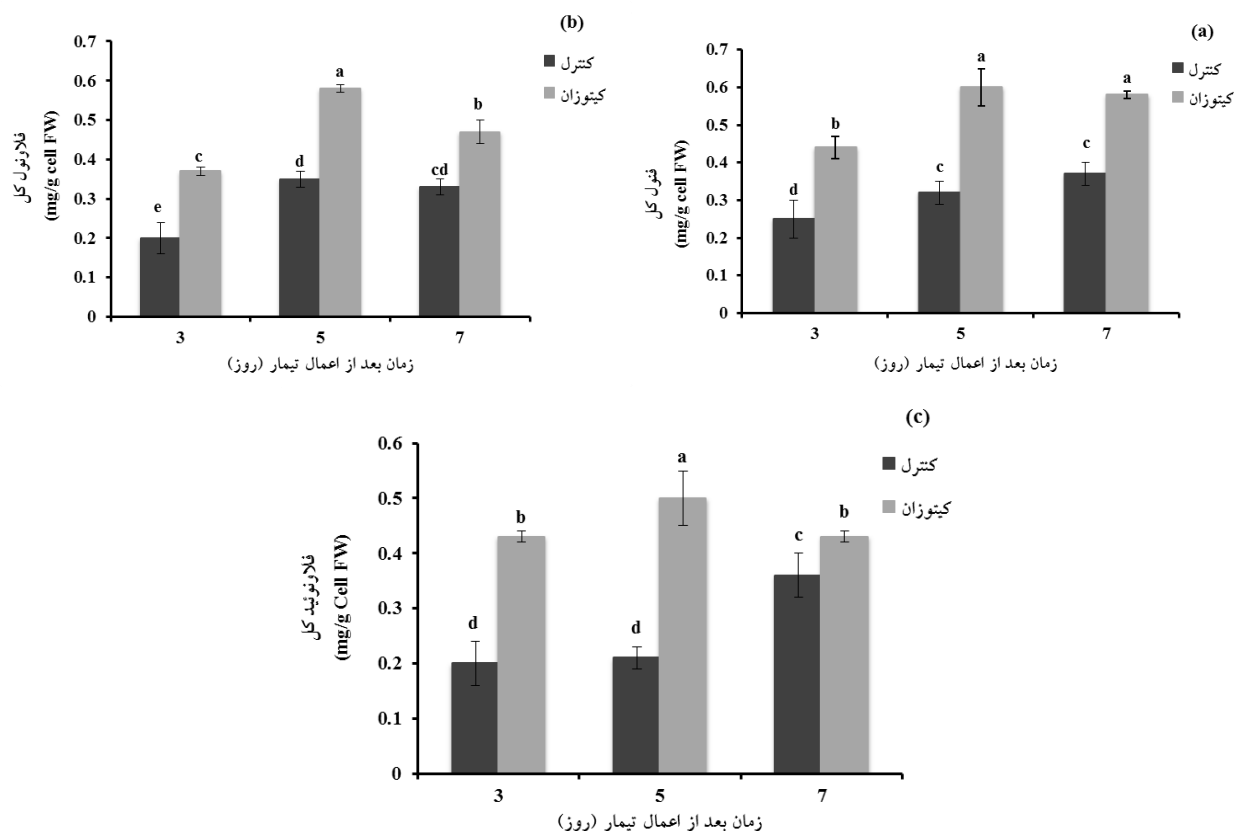 (b)
کنترل
کیتوزان
فلاونول کل
(mg/g cell FW)
0.7
0.6
0.5
0.4
0.3
0.2
0.1
0
e
c
d
a
cd
b
3
5
7
زمان بعد از اعمال تیمار (روز)
(a)
کنترل
کیتوزان
فنول کل
(mg/g cell FW)
0.7
0.6
0.5
0.4
0.3
0.2
0.1
0
d
b
c
a
c
a
3
5
7
زمان بعد از اعمال تیمار (روز)
(c)
کنترل
کیتوزان
فلاونوئید کل
(mg/g Cell FW)
0.6
0.5
0.4
0.3
0.2
0.1
0
d
b
d
a
c
b
3
5
7
زمان بعد از اعمال تیمار (روز)